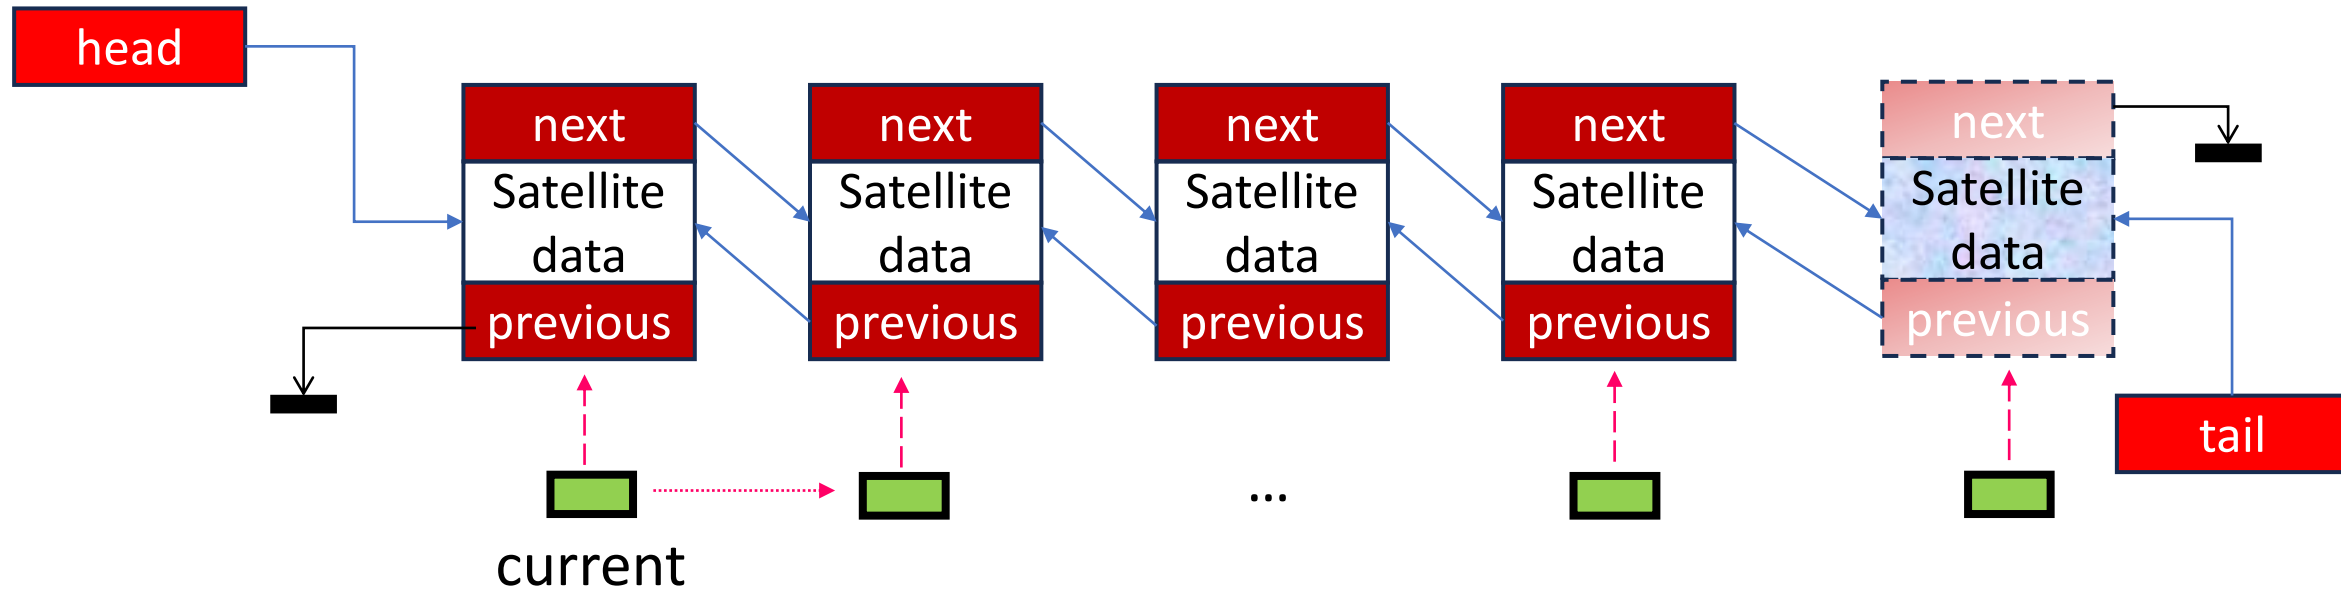 head
next
Satellite
data
previous
next
Satellite
data
previous
next
Satellite
data
previous
next
Satellite
data
previous
next
Satellite
data
previous
tail
...
current